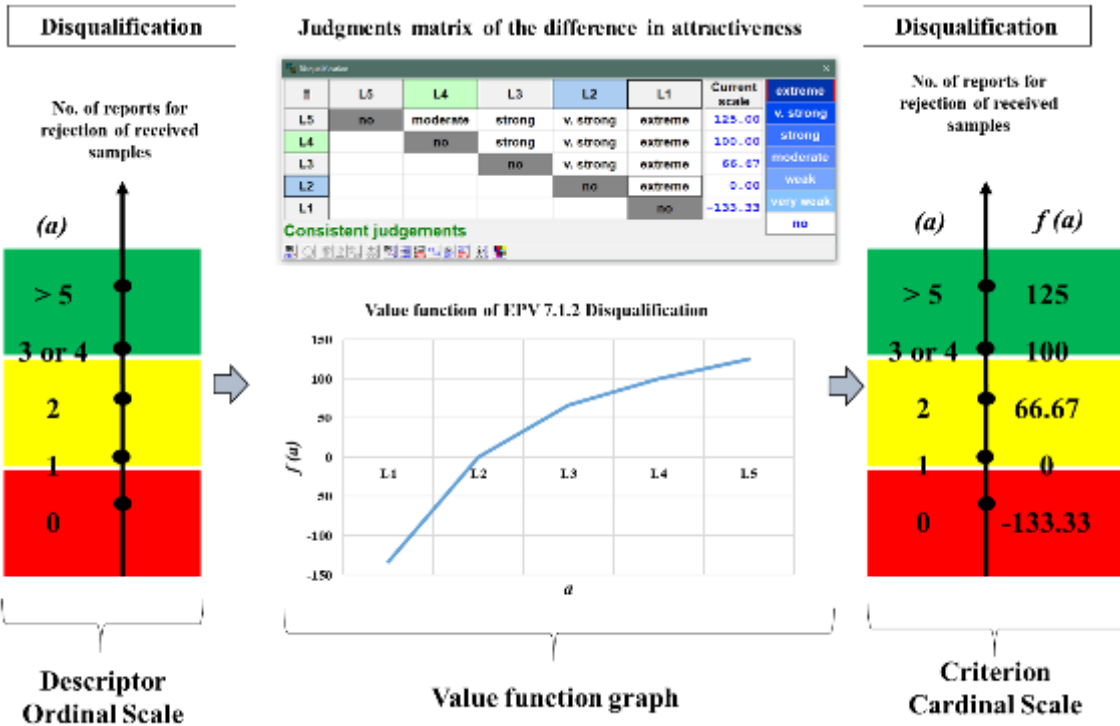 Disqualification
No. of reports for
rejection of received
samples
(a)
> 5
3 or 4
2
1
0
Descriptor
Ordinal Scale
Judgments matrix of the difference in attractiveness
Disqualification
L5 L4 L3 L2 L1 Current
scale
L5 no moderate strong v. strong extreme 125.00
L4 no strong v. strong extreme 100.00
L3 no v. strong extreme 66.67
L2 no extreme 0.00
L1 no -133.33
Consistent judgements
extreme
v. strong
strong
moderate
weak
very weak
no
Value function of EPV 7.1.2 Disqualification
150
100
50
0
50
-100
-150
f (a)
L1 L2 L3 L4 L5
a
Value function graph
Disqualification
No. of reports for
rejection of received
samples
(a) f (a)
> 5 125
3 or 4 100
2 66.67
1 0
0 -133.33
Criterion
Cardinal Scale